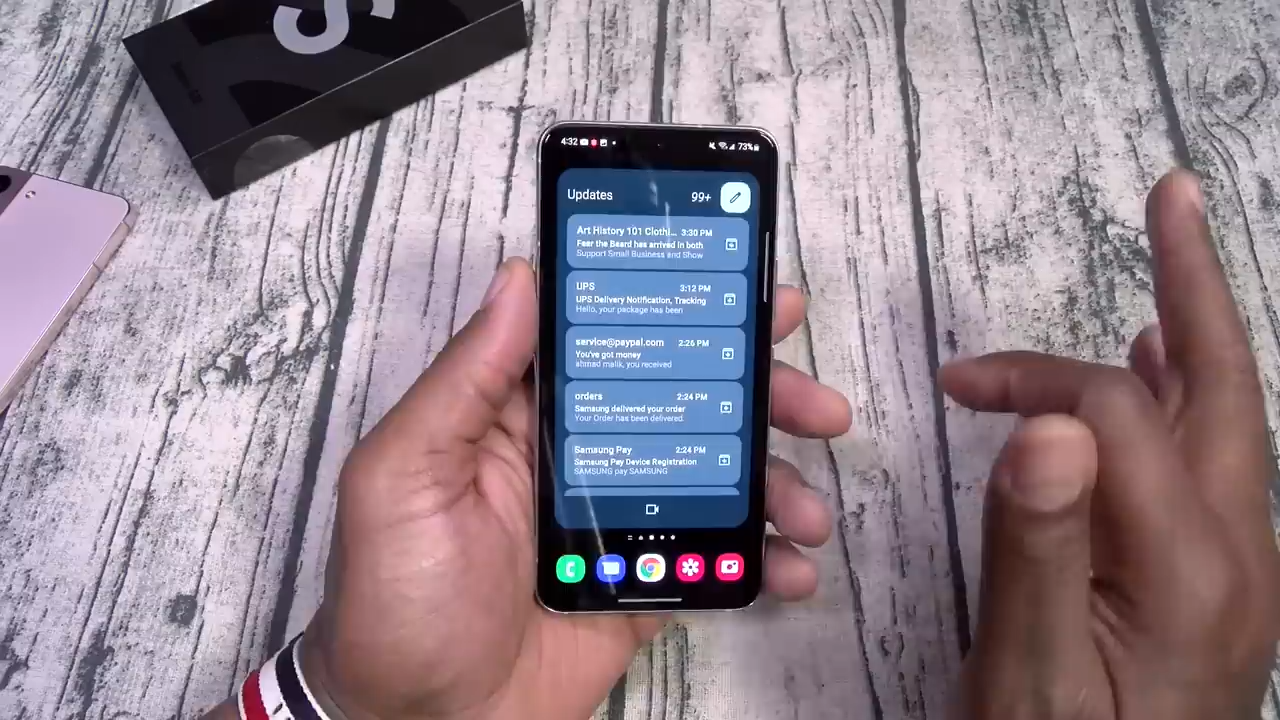 S
4:32
73%
Updates
99+
Art History 101 Clothi... 3:30 PM
Fear the Beard has arrived in both
Support Small Business and Show
UPS 3:12 PM
UPS Delivery Notification, Tracking
Hello, your package has been
service@paypal.com 2:26 PM
You've got money
ahmad malik, you received
orders 2:24 PM
Samsung delivered your order
Your Order has been delivered.
Samsung Pay 2:24 PM
Samsung Pay Device Registration
SAMSUNG pay SAMSUNG